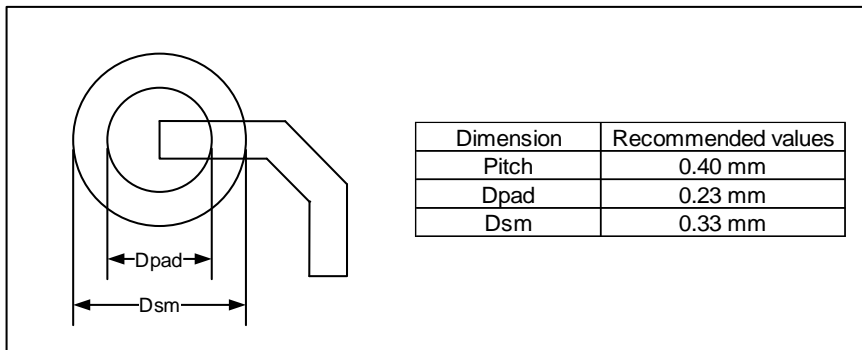 Dimension Recommended values
Pitch 0.40 mm
Dpad 0.23 mm
Dsm 0.33 mm
Dpad
Dsm